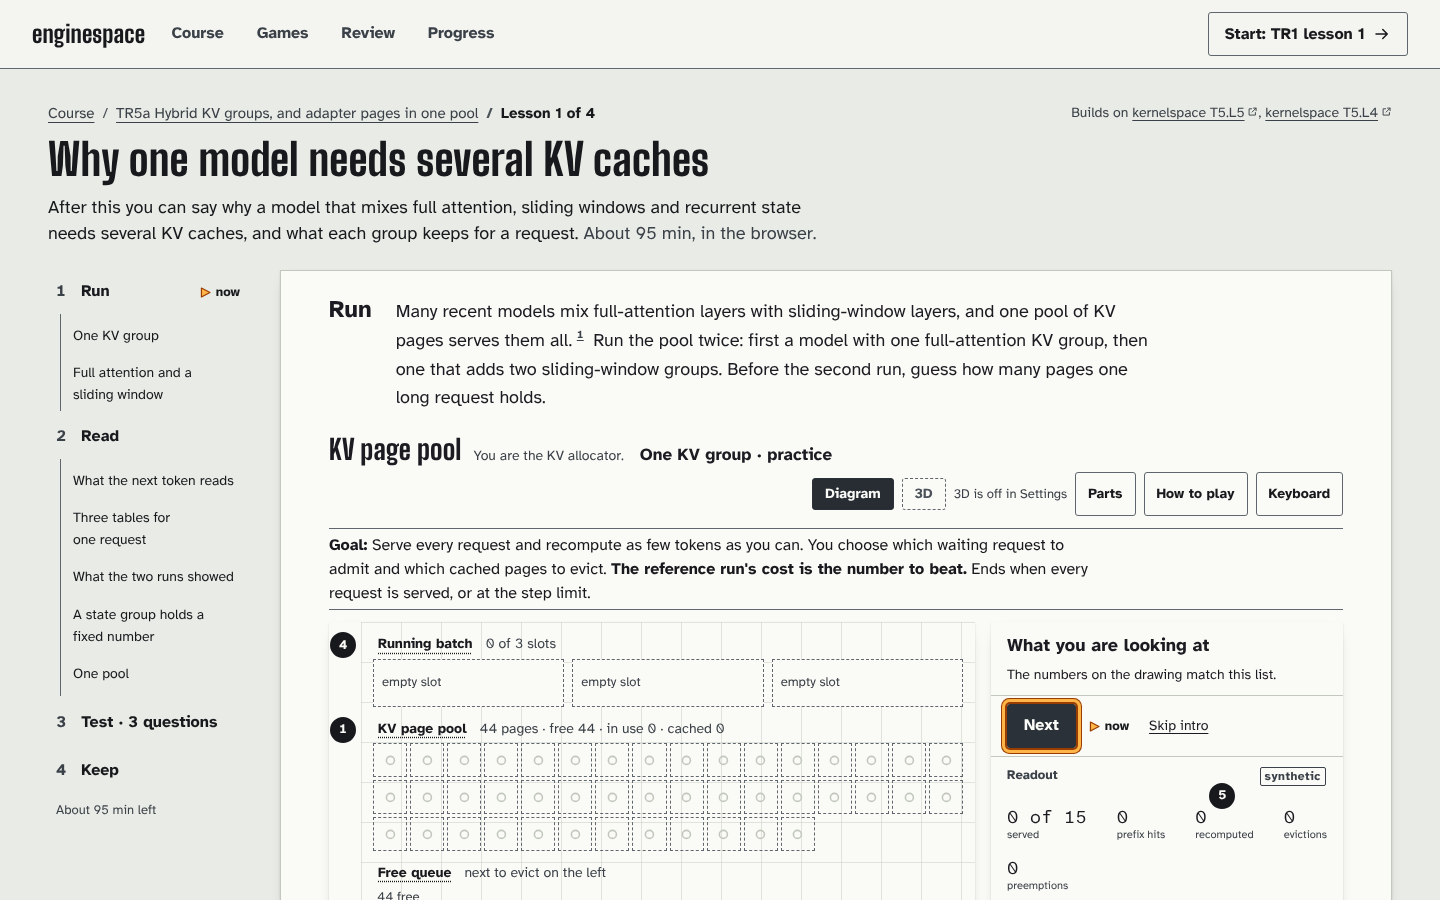 enginespace
Course
Games
Review
Progress
Start: TR1 lesson 1 →
Course / TR5a Hybrid KV groups, and adapter pages in one pool / Lesson 1 of 4
Builds on kernelspace T5.L5, kernelspace T5.L4
Why one model needs several KV caches
After this you can say why a model that mixes full attention, sliding windows and recurrent state
needs several KV caches, and what each group keeps for a request. About 95 min, in the browser.
1 Run
now
One KV group
Full attention and a
sliding window
2 Read
What the next token reads
Three tables for
one request
What the two runs showed
A state group holds a
fixed number
One pool
3 Test · 3 questions
4 Keep
About 95 min left
Run
Many recent models mix full-attention layers with sliding-window layers, and one pool of KV
pages serves them all. 1 Run the pool twice: first a model with one full-attention KV group, then
one that adds two sliding-window groups. Before the second run, guess how many pages one
long request holds.
KV page pool You are the KV allocator. One KV group · practice
Diagram
3D
3D is off in Settings
Parts
How to play
Keyboard
Goal: Serve every request and recompute as few tokens as you can. You choose which waiting request to
admit and which cached pages to evict. The reference run's cost is the number to beat. Ends when every
request is served, or at the step limit.
4 Running batch 0 of 3 slots
empty slot
empty slot
empty slot
1 KV page pool 44 pages · free 44 · in use 0 · cached 0
Free queue next to evict on the left
44 free
What you are looking at
The numbers on the drawing match this list.
Next
now
Skip intro
Readout
synthetic
5
0 of 15 served
0 prefix hits
0 recomputed
0 evictions
0 preemptions